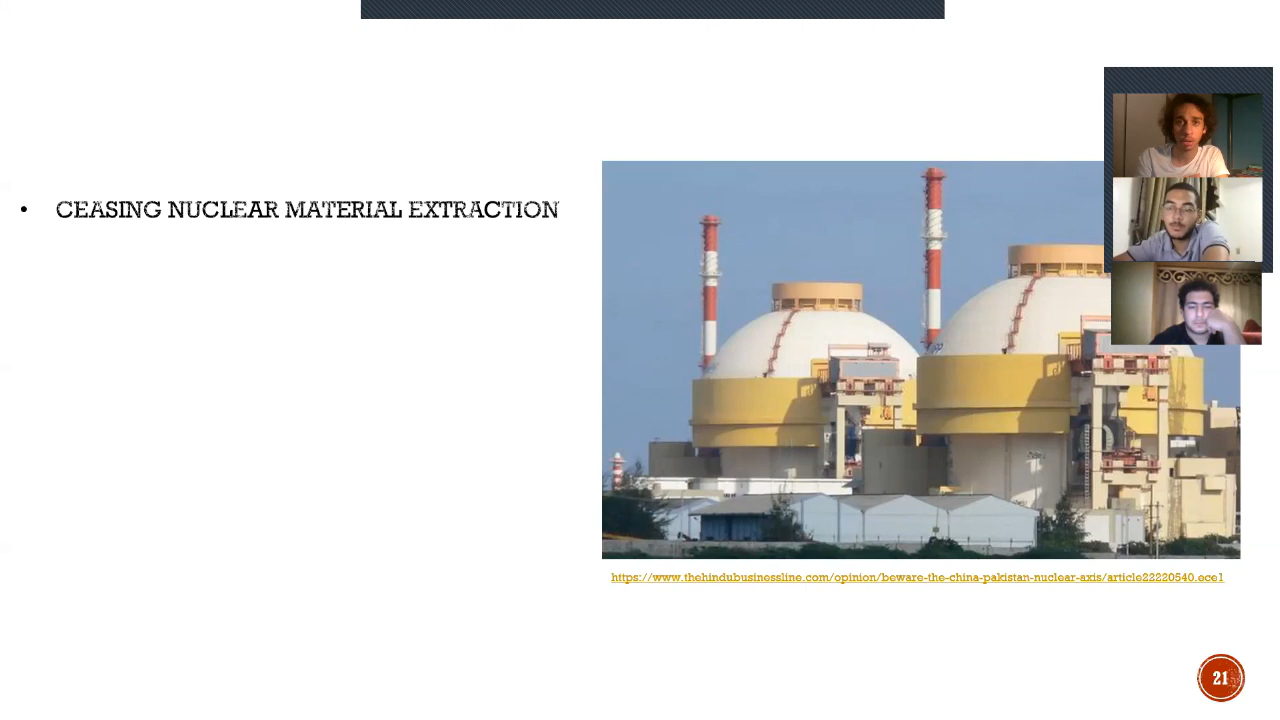 • CEASING NUCLEAR MATERIAL EXTRACTION
https://www.thehindubusinessline.com/opinion/beware-the-china-pakistan-nuclear-axis/article22220540.ece1
21